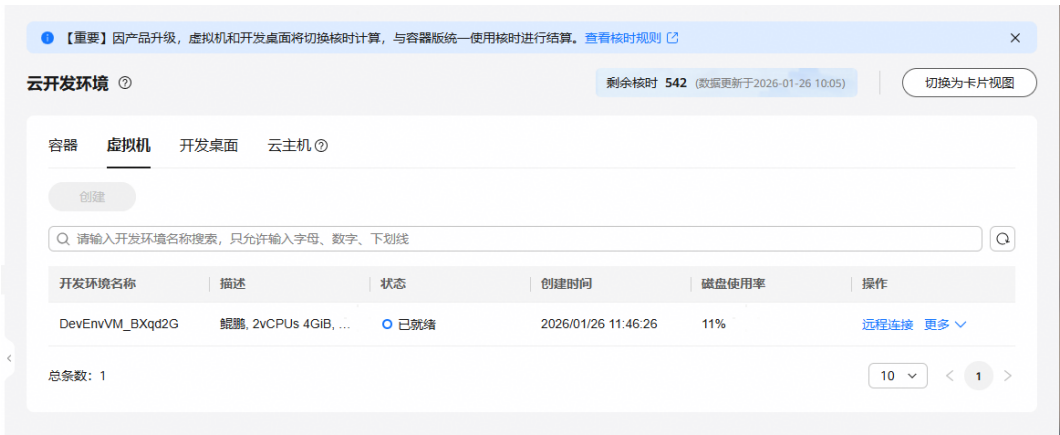 【重要】因产品升级，虚拟机和开发桌面将切换核时计算，与容器版统一使用核时进行结算。查看核时规则
云开发环境
剩余核时 542 (数据更新于2026-01-26 10:05)
切换为卡片视图
容器 虚拟机 开发桌面 云主机
创建
请输入开发环境名称搜索，只允许输入字母、数字、下划线
开发环境名称 描述 状态 创建时间 磁盘使用率 操作
DevEnvVM_BXqd2G 鲲鹏, 2vCPUs 4GiB, ... 已就绪 2026/01/26 11:46:26 11% 远程连接 更多
总条数：1 10 1